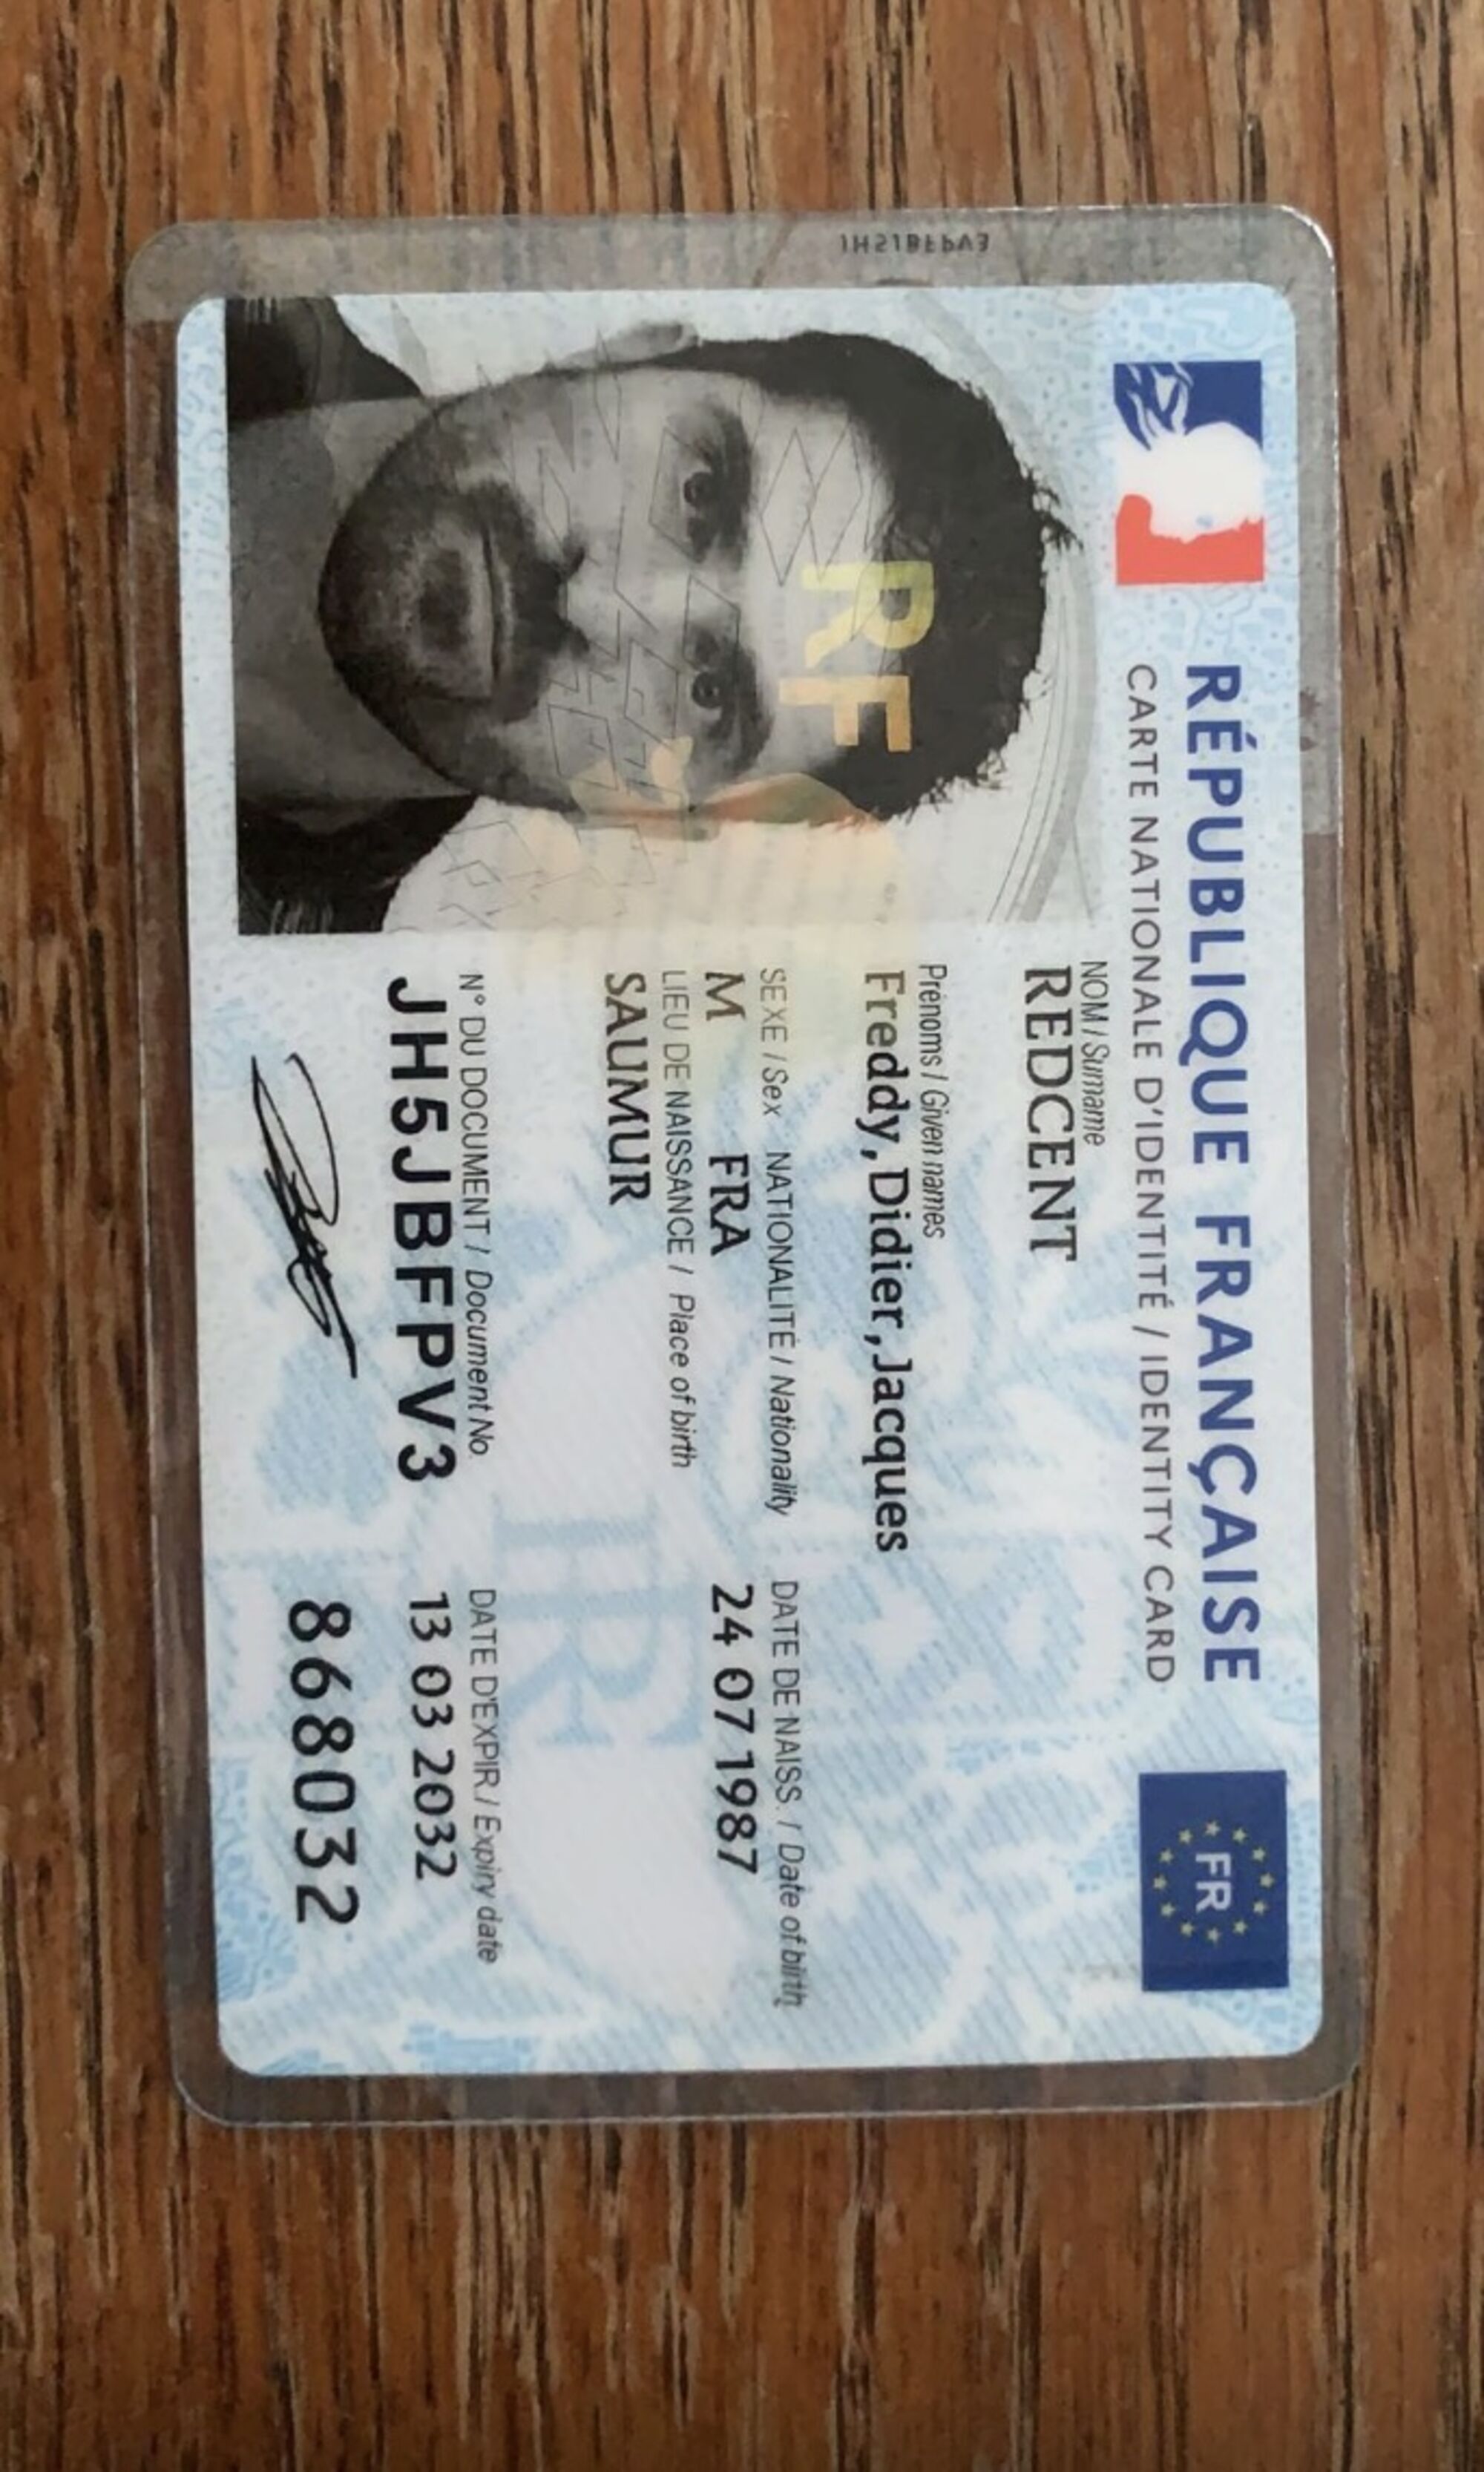 RÉPUBLIQUE FRANÇAISE
CARTE NATIONALE D'IDENTITÉ / IDENTITY CARD
FR
NOM / Surname
REDCENT
Prénoms / Given names
Freddy, Didier, Jacques
SEXE / Sex NATIONALITÉ / Nationality DATE DE NAISS. / Date of birth
M FRA 24 07 1987
LIEU DE NAISSANCE / Place of birth
SAUMUR
N° DU DOCUMENT / Document No DATE D'EXPIR. / Expiry date
JH5JBFPV3 13 03 2032
868032
RF
RF